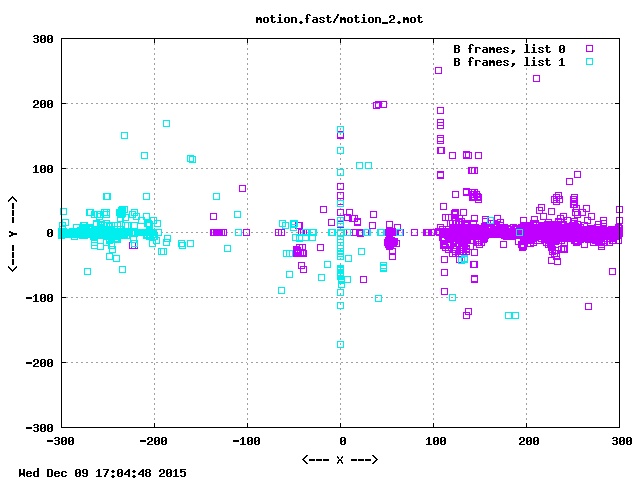 motion.fast/motion_2.mot
B frames, list 0
B frames, list 1
300
200
100
0
-100
-200
-300
<--- Y --->
-300 -200 -100 0 100 200 300
<--- X --->
Wed Dec 09 17:04:48 2015